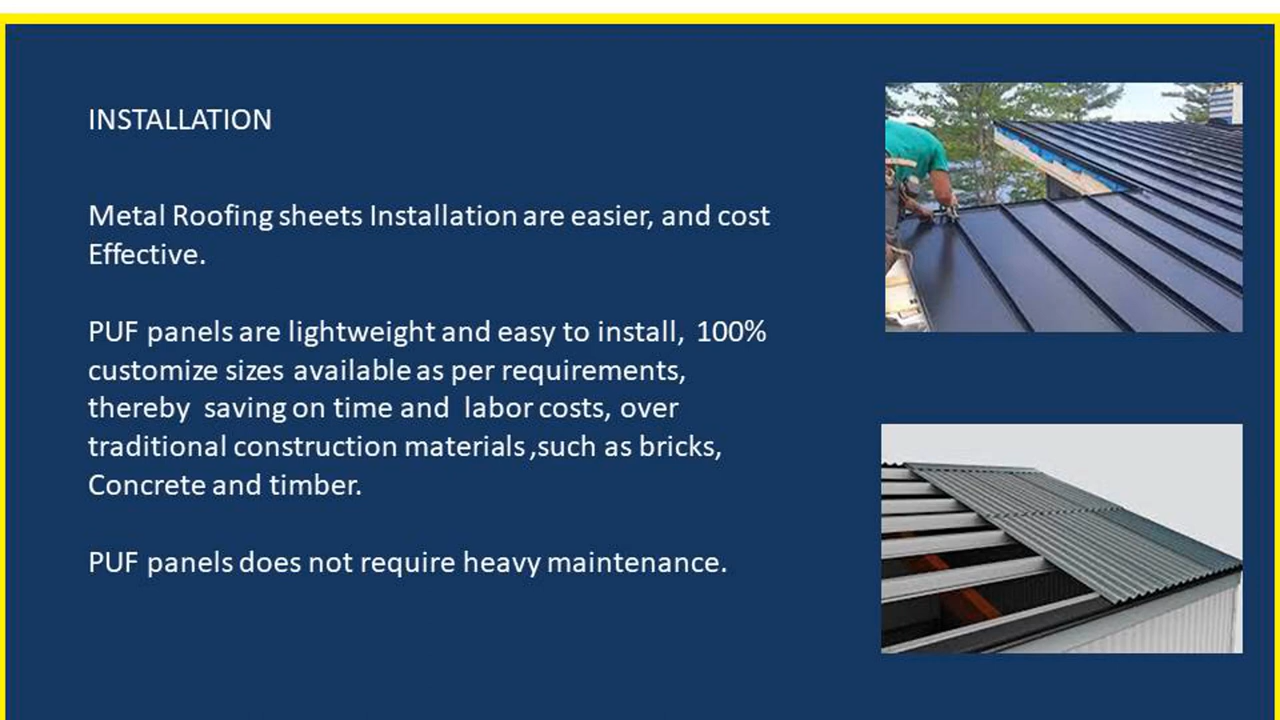 INSTALLATION
Metal Roofing sheets Installation are easier, and cost
Effective.
PUF panels are lightweight and easy to install, 100%
customize sizes available as per requirements,
thereby saving on time and labor costs, over
traditional construction materials ,such as bricks,
Concrete and timber.
PUF panels does not require heavy maintenance.